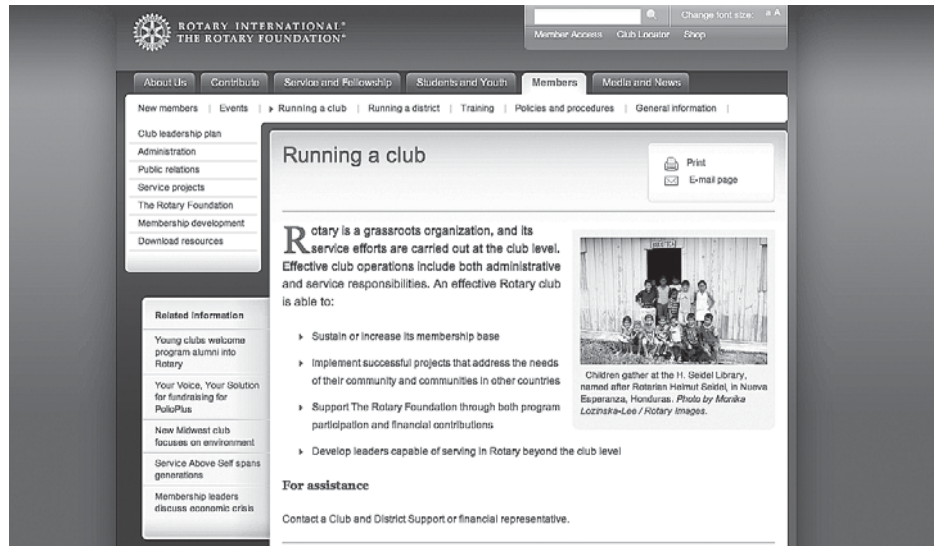 ROTARY INTERNATIONAL®
THE ROTARY FOUNDATION®
Change font size: a A
Member Access Club Locator Shop
About Us Contribute Service and Fellowship Students and Youth Members Media and News
New members | Events | Running a club | Running a district | Training | Policies and procedures | General information |
Club leadership plan
Administration
Public relations
Service projects
The Rotary Foundation
Membership development
Download resources
Related Information
Young clubs welcome
program alumni into
Rotary
Your Voice, Your Solution
for fundraising for
PolioPlus
New Midwest club
focuses on environment
Service Above Self spans
generations
Membership leaders
discuss economic crisis
Running a club
Print
E-mail page
Rotary is a grassroots organization, and its
service efforts are carried out at the club level.
Effective club operations include both administrative
and service responsibilities. An effective Rotary club
is able to:
Sustain or increase its membership base
Implement successful projects that address the needs
of their community and communities in other countries
Support The Rotary Foundation through both program
participation and financial contributions
Develop leaders capable of serving in Rotary beyond the club level
Children gather at the H. Seidel Library,
named after Rotarian Helmut Seidel, in Nueva
Esperanza, Honduras. Photo by Monika
Lozinska-Lee / Rotary Images.
For assistance
Contact a Club and District Support or financial representative.